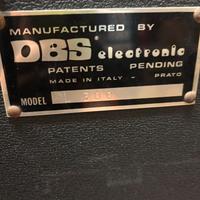 MANUFACTURED BY
DBS® electronic
PATENTS PENDING
MADE IN ITALY - PRATO
MODEL